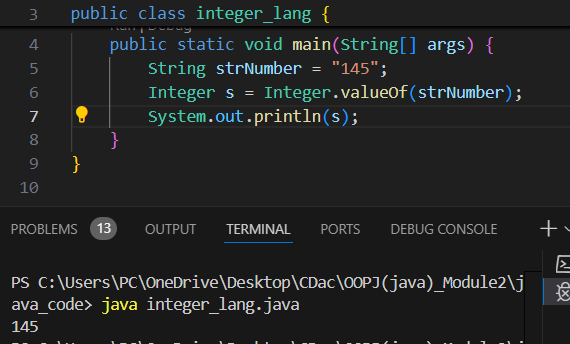 3 public class integer_lang {
Run | Debug
4 public static void main(String[] args) {
5 String strNumber = "145";
6 Integer s = Integer.valueOf(strNumber);
7 System.out.println(s);
8 }
9 }
10
PROBLEMS 13 OUTPUT TERMINAL PORTS DEBUG CONSOLE
PS C:\Users\PC\OneDrive\Desktop\CDac\OOPJ(java)_Module2\j
ava_code> java integer_lang.java
145